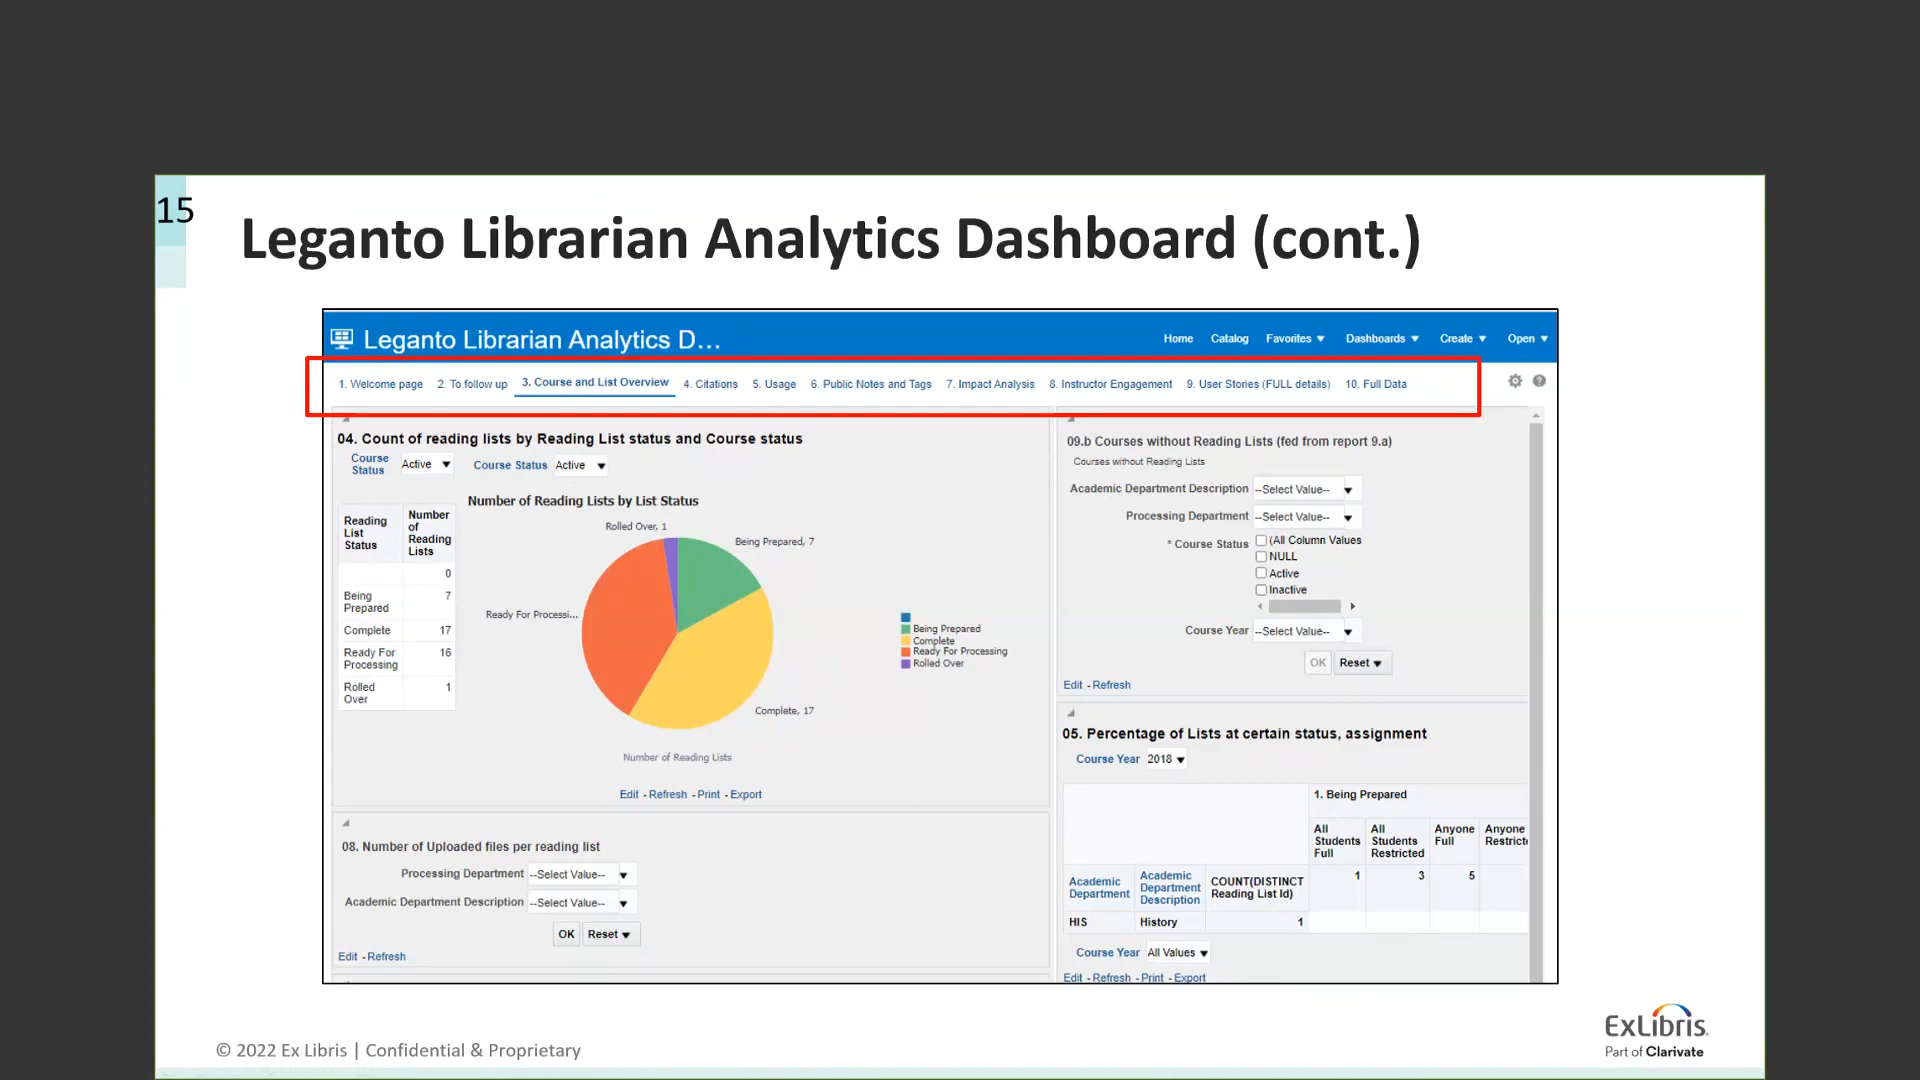 15
Leganto Librarian Analytics Dashboard (cont.)
Leganto Librarian Analytics D...
Home Catalog Favorites Dashboards Create Open
1. Welcome page 2. To follow up 3. Course and List Overview 4. Citations 5. Usage 6. Public Notes and Tags 7. Impact Analysis 8. Instructor Engagement 9. User Stories (FULL details) 10. Full Data
04. Count of reading lists by Reading List status and Course status
Course Status Active Course Status Active
Number of Reading Lists by List Status
Reading List Status Number of Reading Lists
0
Being Prepared 7
Complete 17
Ready For Processing 16
Rolled Over 1
Rolled Over, 1
Being Prepared, 7
Ready For Processi...
Complete, 17
Being Prepared
Complete
Ready For Processing
Rolled Over
Number of Reading Lists
Edit - Refresh - Print - Export
08. Number of Uploaded files per reading list
Processing Department --Select Value--
Academic Department Description --Select Value--
OK Reset
Edit - Refresh
09.b Courses without Reading Lists (fed from report 9.a)
Courses without Reading Lists
Academic Department Description --Select Value--
Processing Department --Select Value--
* Course Status (All Column Values
NULL
Active
Inactive
Course Year --Select Value--
OK Reset
Edit - Refresh
05. Percentage of Lists at certain status, assignment
Course Year 2018
1. Being Prepared
All Students Full All Students Restricted Anyone Full Anyone Restricte
Academic Department Academic Department Description COUNT(DISTINCT Reading List Id) 1 3 5
HIS History 1
Course Year All Values
Edit - Refresh - Print - Export
© 2022 Ex Libris | Confidential & Proprietary
ExLibris
Part of Clarivate